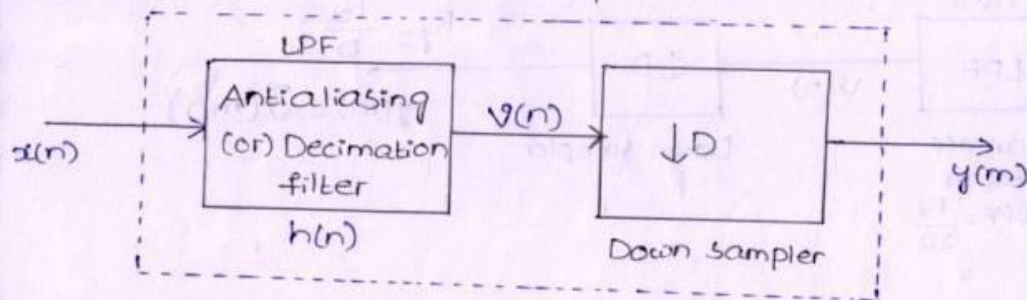 LPF
Antialiasing
(or) Decimation
filter
h(n)
x(n)
v(n)
↓D
Down sampler
y(m)